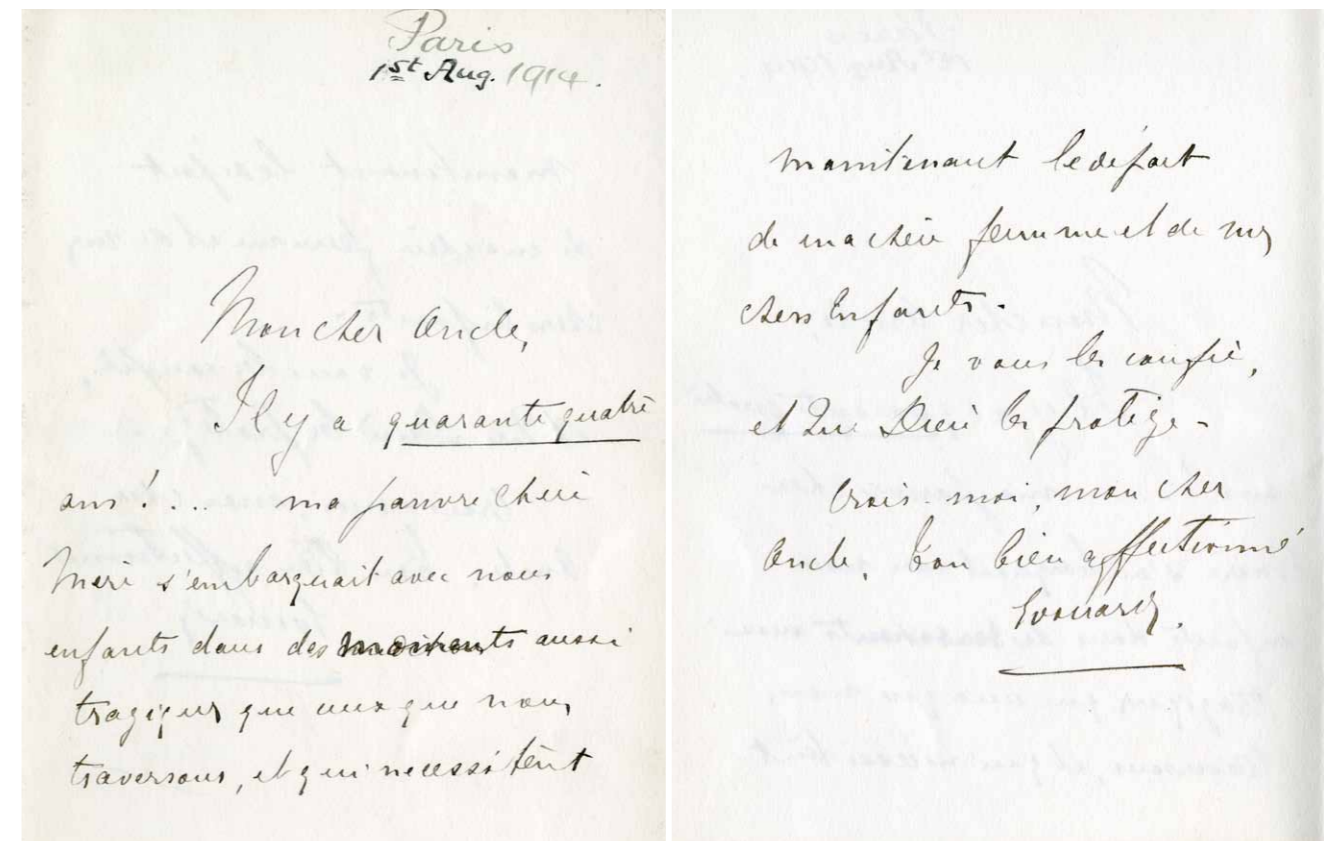 Paris
1st Aug. 1914.
Mon cher Oncle,
Il y a quarante quatre
ans!... ma pauvre chère
Mère s'embarquait avec nous
enfants dans des moments aussi
tragiques que ceux que nous
traversons, et qui necessitent
maintenant le départ
de ma chère femme et de mes
chers Enfants.
Je vous les confie,
et Que Dieu les protège -
Crois-moi, mon cher
Oncle, ton bien affectionné
Edouard.